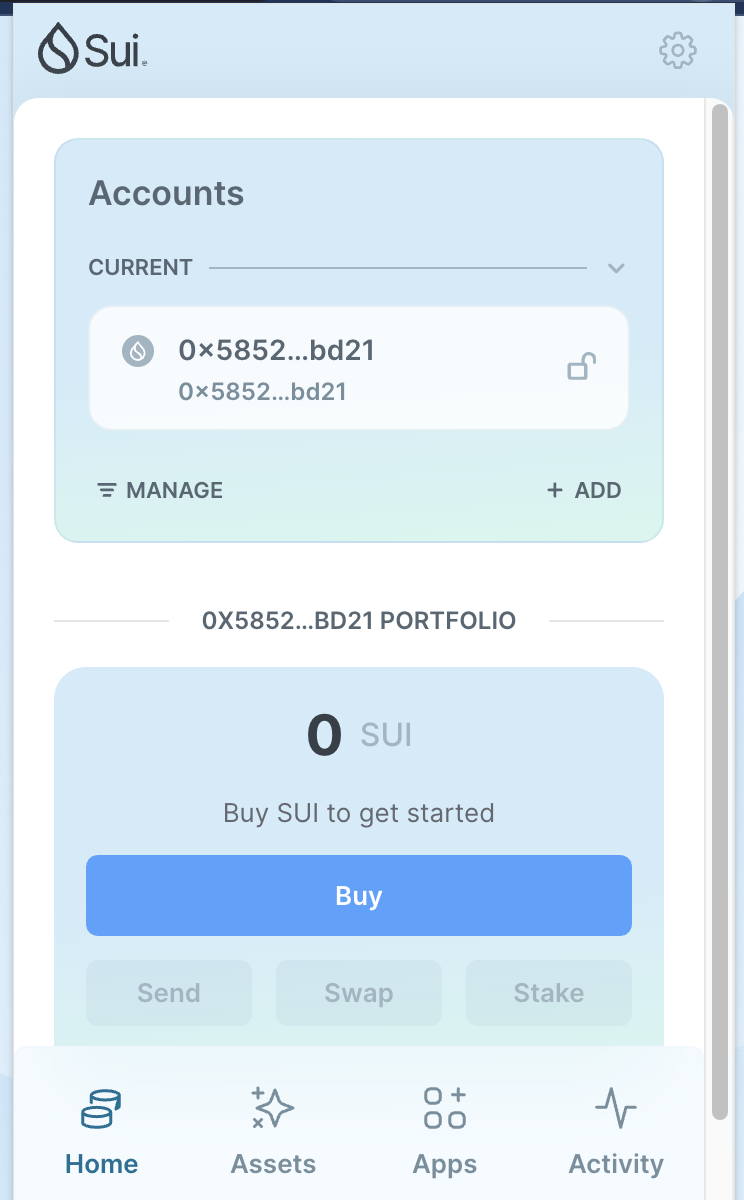 Sui
Accounts
CURRENT
0×5852…bd21
0×5852…bd21
MANAGE
ADD
0X5852…BD21 PORTFOLIO
0 SUI
Buy SUI to get started
Buy
Send Swap Stake
Home Assets Apps Activity